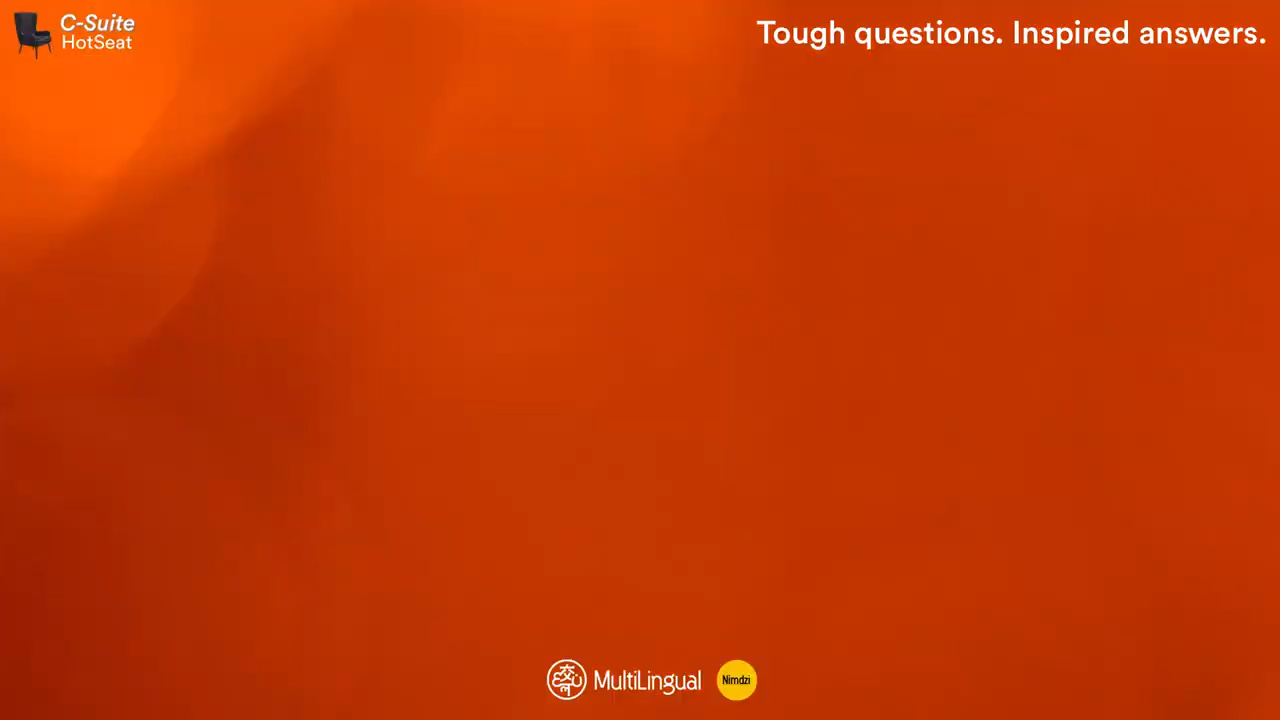 C-Suite
HotSeat
Tough questions. Inspired answers.
MultiLingual
Nimdzi